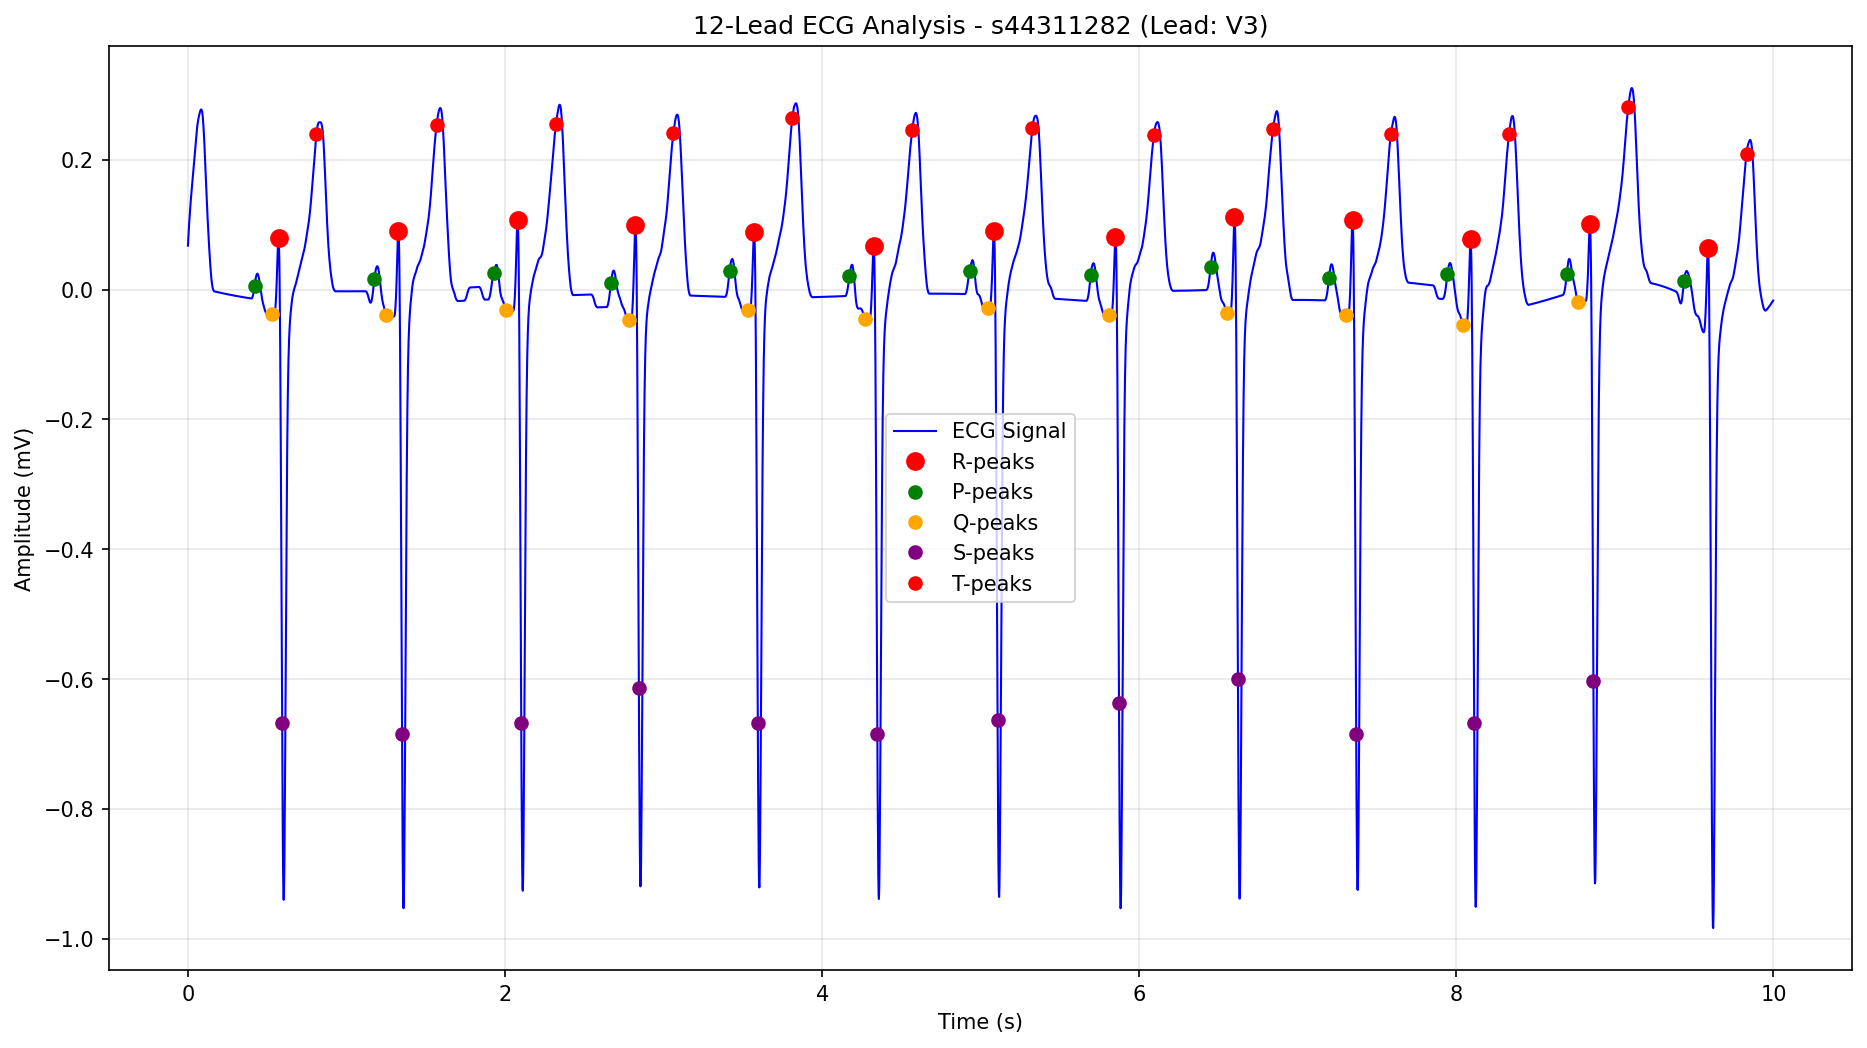 12-Lead ECG Analysis - s44311282 (Lead: V3)
Amplitude (mV)
0.2
0.0
−0.2
−0.4
−0.6
−0.8
−1.0
ECG Signal
R-peaks
P-peaks
Q-peaks
S-peaks
T-peaks
0 2 4 6 8 10
Time (s)